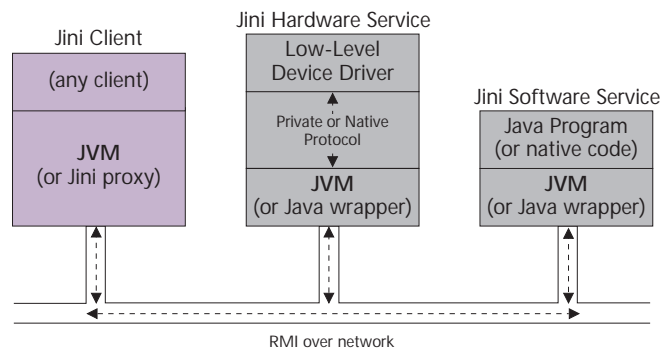 Jini Client
(any client)
JVM
(or Jini proxy)
Jini Hardware Service
Low-Level
Device Driver
Private or Native
Protocol
JVM
(or Java wrapper)
Jini Software Service
Java Program
(or native code)
JVM
(or Java wrapper)
RMI over network